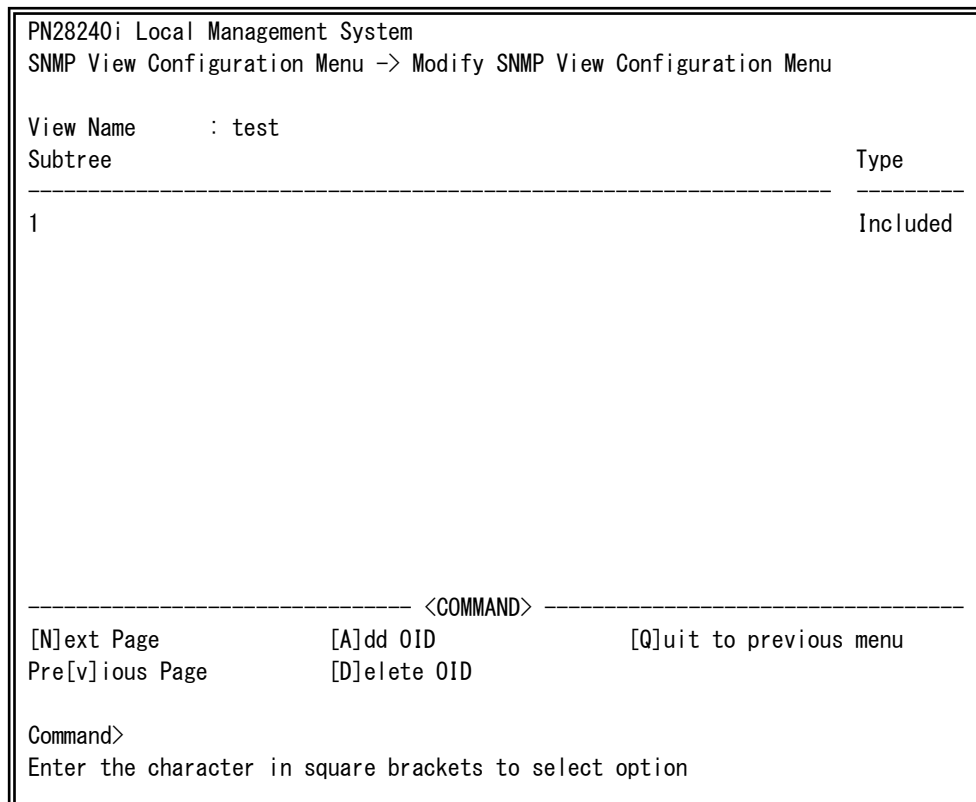 PN28240i Local Management System
SNMP View Configuration Menu -> Modify SNMP View Configuration Menu
View Name : test
Subtree Type
------------------------------------------------------------------- ---------
1 Included
-------------------------------- <COMMAND> -----------------------------------
[N]ext Page [A]dd OID [Q]uit to previous menu
Pre[v]ious Page [D]elete OID
Command>
Enter the character in square brackets to select option